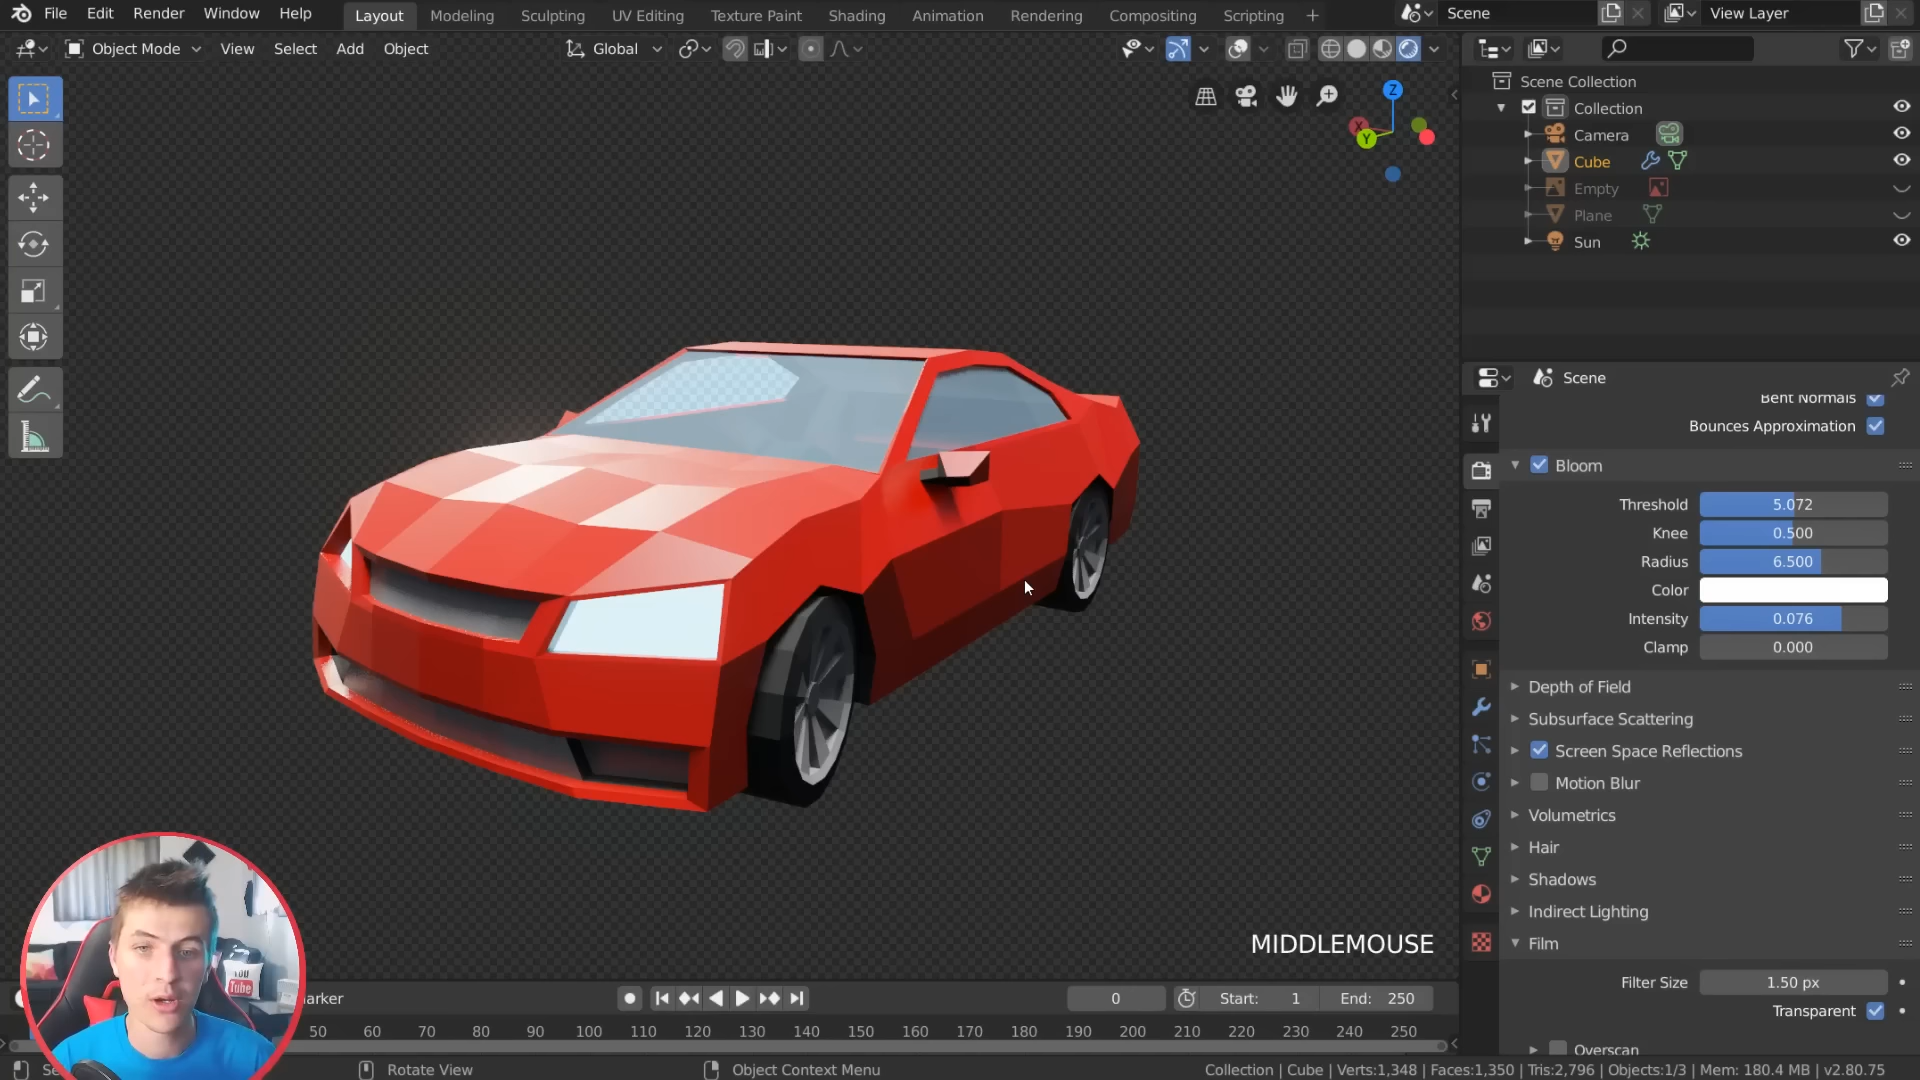 File Edit Render Window Help
Layout Modeling Sculpting UV Editing Texture Paint Shading Animation Rendering Compositing Scripting
Scene
View Layer
Object Mode View Select Add Object
Global
Z
X
Y
Scene Collection
Collection
Camera
Cube
Empty
Plane
Sun
Scene
Bent Normals
Bounces Approximation
Bloom
Threshold 5.072
Knee 0.500
Radius 6.500
Color
Intensity 0.076
Clamp 0.000
Depth of Field
Subsurface Scattering
Screen Space Reflections
Motion Blur
Volumetrics
Hair
Shadows
Indirect Lighting
Film
Filter Size 1.50 px
Transparent
Overscan
MIDDLEMOUSE
You
Tube
arker
0
Start: 1
End: 250
50 60 70 80 90 100 110 120 130 140 150 160 170 180 190 200 210 220 230 240 250
Se
Rotate View
Object Context Menu
Collection | Cube | Verts:1,348 | Faces:1,350 | Tris:2,796 | Objects:1/3 | Mem: 180.4 MB | v2.80.75